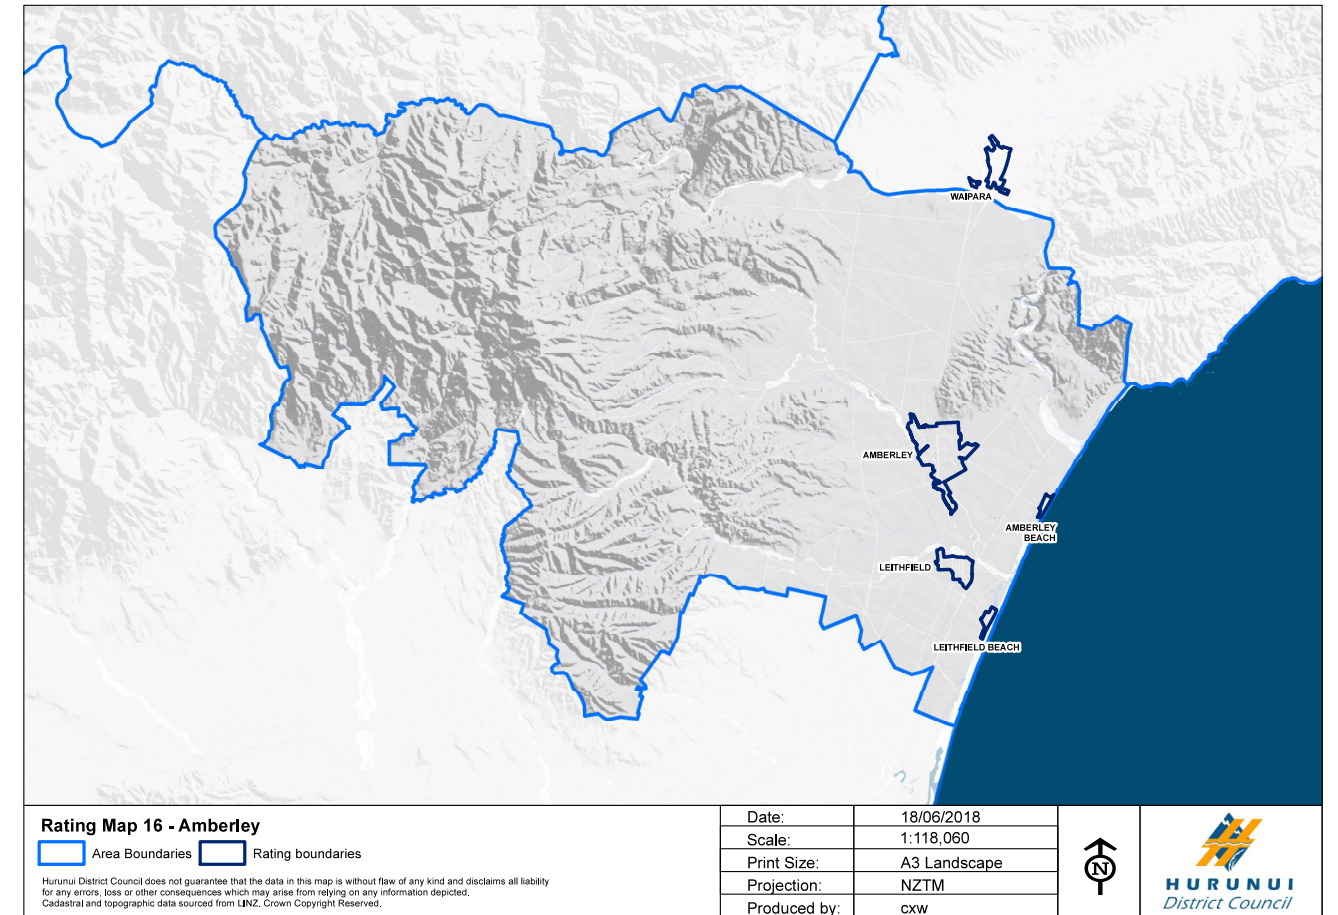 WAIPARA
AMBERLEY
AMBERLEY
BEACH
LEITHFIELD
LEITHFIELD BEACH
Rating Map 16 - Amberley
Area Boundaries Rating boundaries
Hurunui District Council does not guarantee that the data in this map is without flaw of any kind and disclaims all liability
for any errors, loss or other consequences which may arise from relying on any information depicted.
Cadastral and topographic data sourced from LINZ. Crown Copyright Reserved.
Date: 18/06/2018
Scale: 1:118,060
Print Size: A3 Landscape
Projection: NZTM
Produced by: cxw
N
HURUNUI
District Council